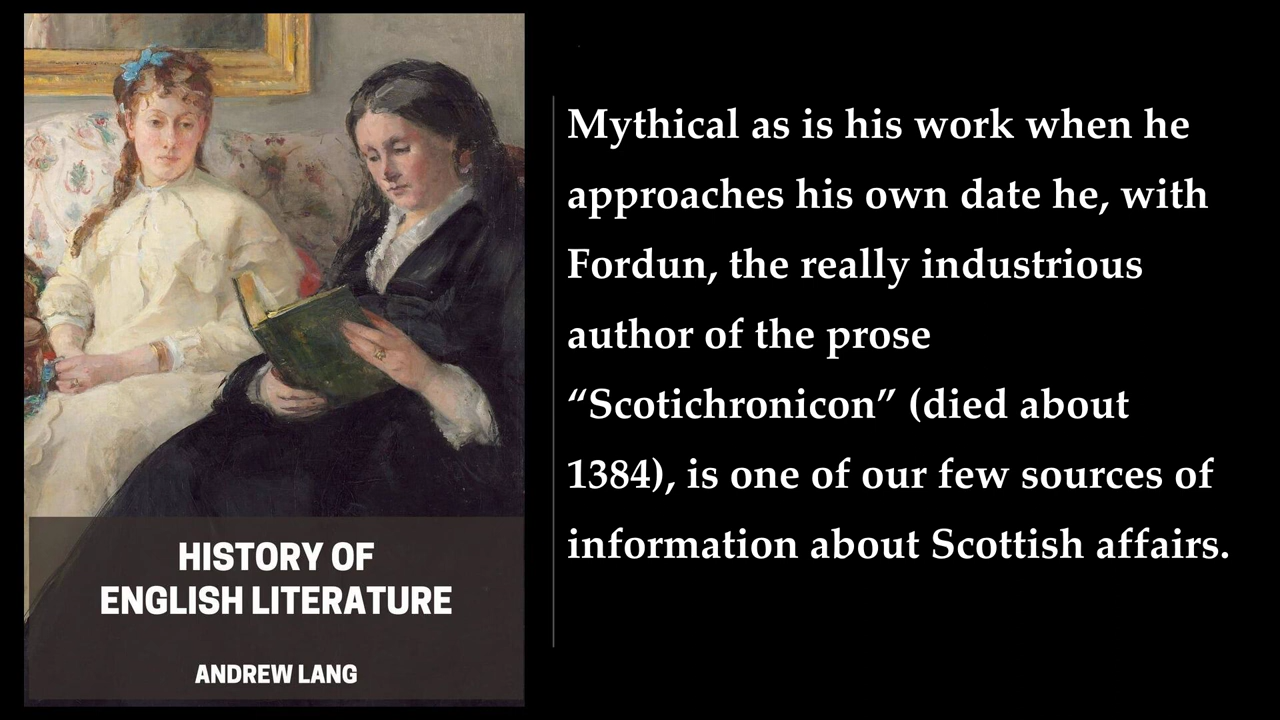 HISTORY OF
ENGLISH LITERATURE
ANDREW LANG
Mythical as is his work when he
approaches his own date he, with
Fordun, the really industrious
author of the prose
“Scotichronicon” (died about
1384), is one of our few sources of
information about Scottish affairs.